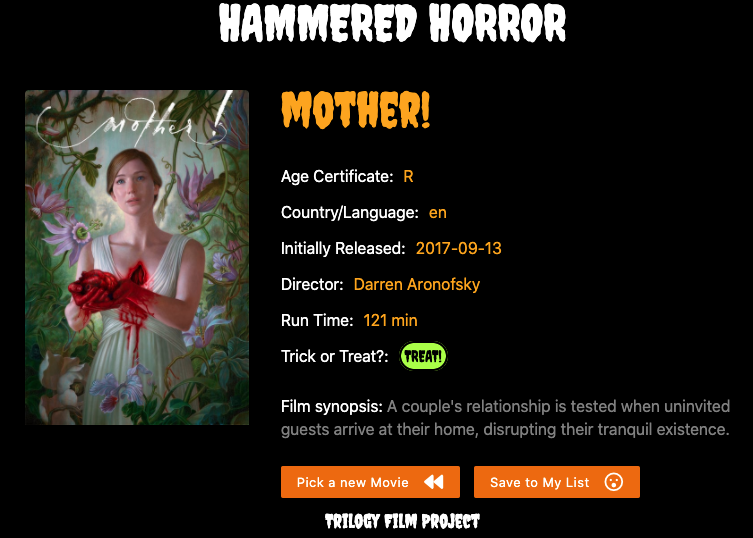 HAMMERED HORROR
mother!
MOTHER!
Age Certificate: R
Country/Language: en
Initially Released: 2017-09-13
Director: Darren Aronofsky
Run Time: 121 min
Trick or Treat?: TREAT!
Film synopsis: A couple's relationship is tested when uninvited
guests arrive at their home, disrupting their tranquil existence.
Pick a new Movie
Save to My List
TRILOGY FILM PROJECT